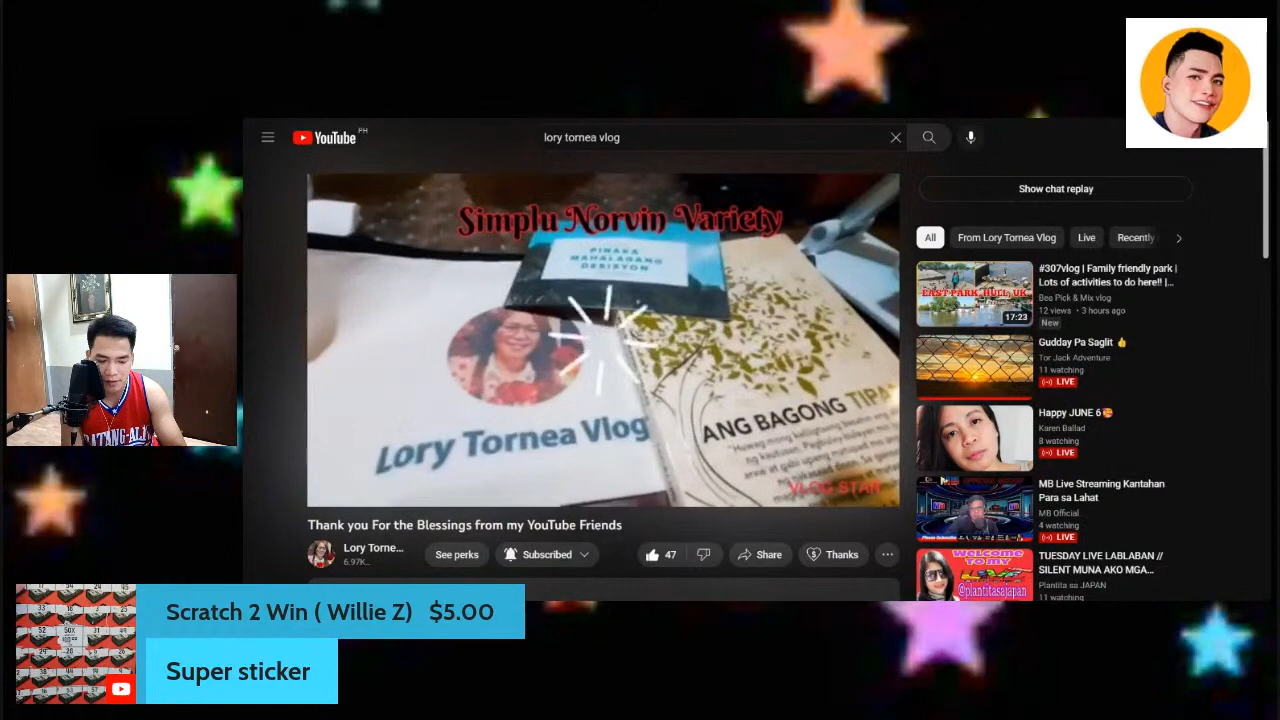 YouTube PH
lory tornea vlog
Show chat replay
All
From Lory Tornea Vlog
Live
Recently
Simplu Norvin Variety
PINAKA
MAHALAGANG
DESISYON
Lory Tornea Vlog
ANG BAGONG TIPA
VLOG STAR
#307vlog | Family friendly park |
Lots of activities to do here!! |...
Bee Pick & Mix vlog
12 views • 3 hours ago
New
EAST PARK, HULL, UK
17:23
Gudday Pa Saglit 👍
Tor Jack Adventure
11 watching
LIVE
Happy JUNE 6
Karen Ballad
8 watching
LIVE
MB Live Streaming Kantahan
Para sa Lahat
MB Official
4 watching
LIVE
TUESDAY LIVE LABLABAN //
SILENT MUNA AKO MGA...
Plantita sa JAPAN
11 watching
WELCOME
TO MY
LIVE
@plantitasajapan
Thank you For the Blessings from my YouTube Friends
Lory Torne...
6.97K...
See perks
Subscribed
47
Share
Thanks
BATANG-ALI
Scratch 2 Win ( Willie Z) $5.00
Super sticker